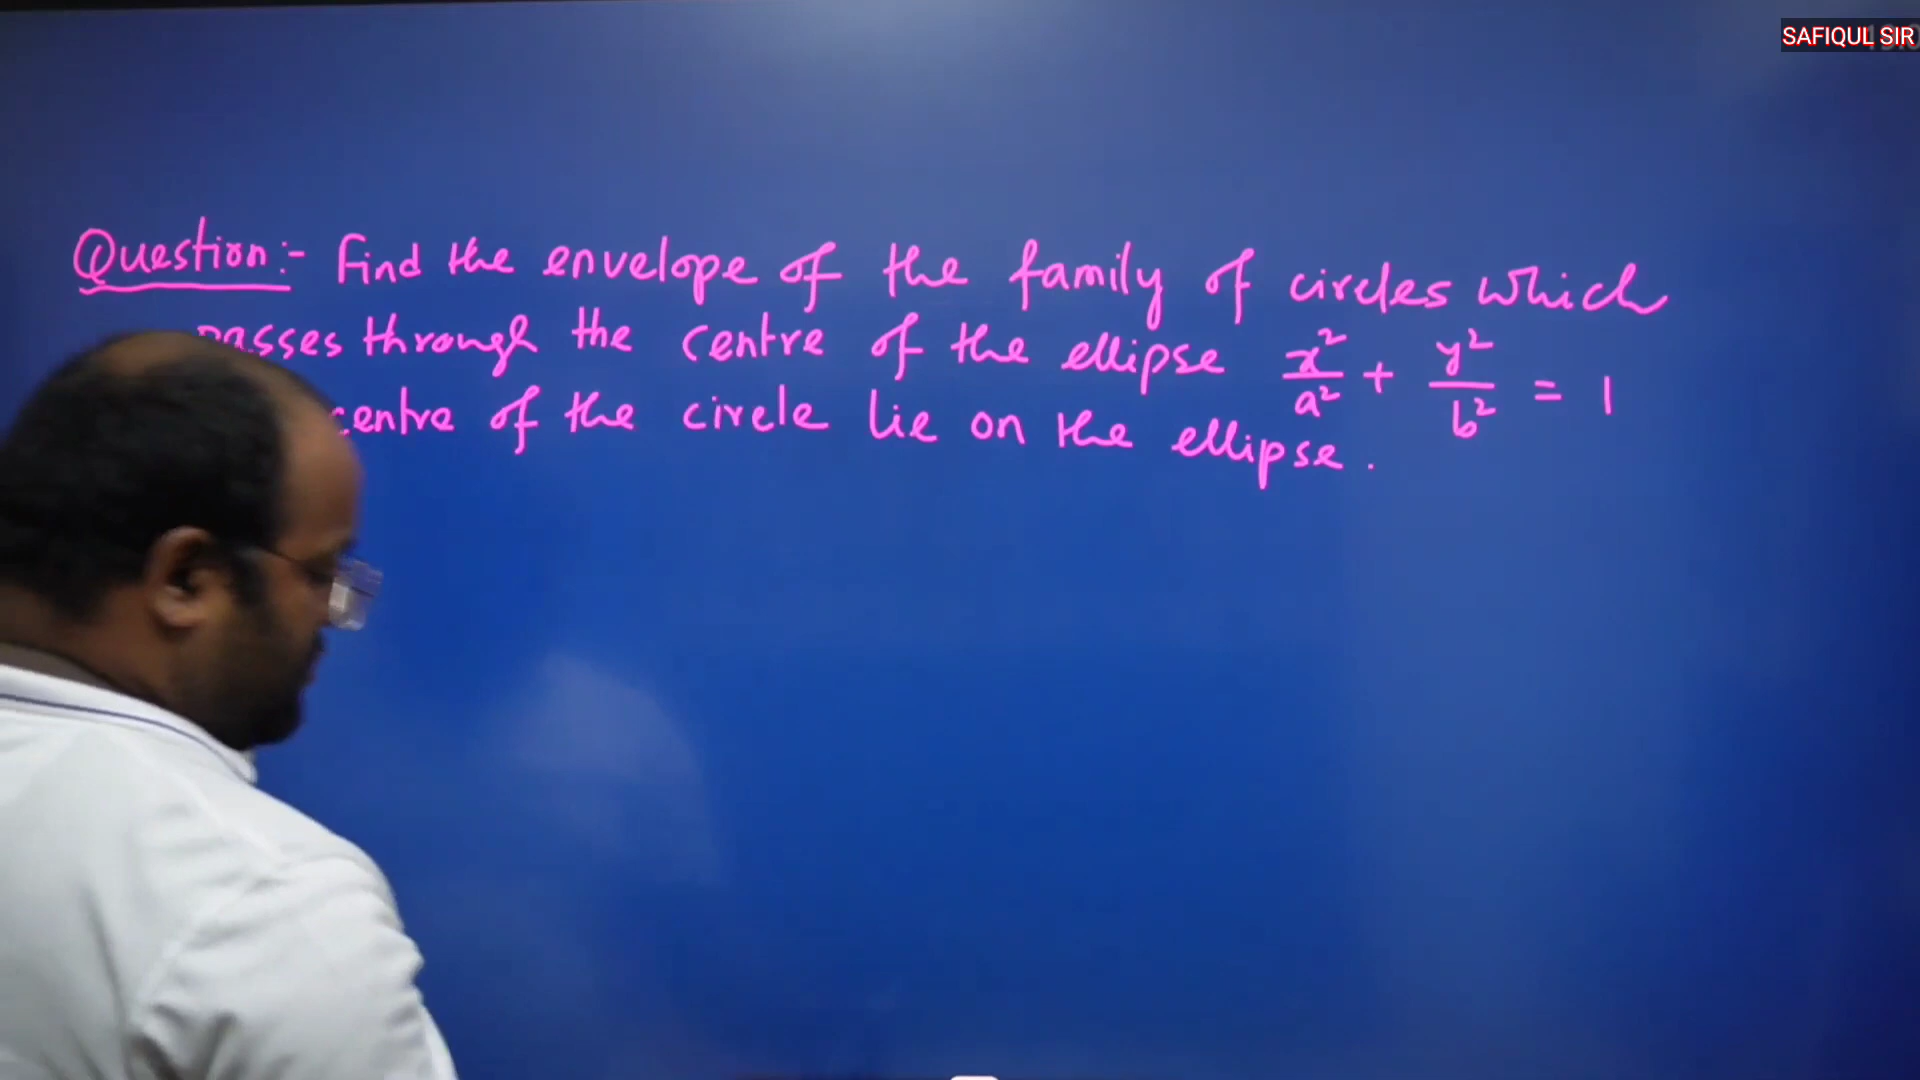 SAFIQUL SIR
Question:- Find the envelope of the family of circles which
passes through the centre of the ellipse x²/a² + y²/b² = 1
centre of the circle lie on the ellipse.